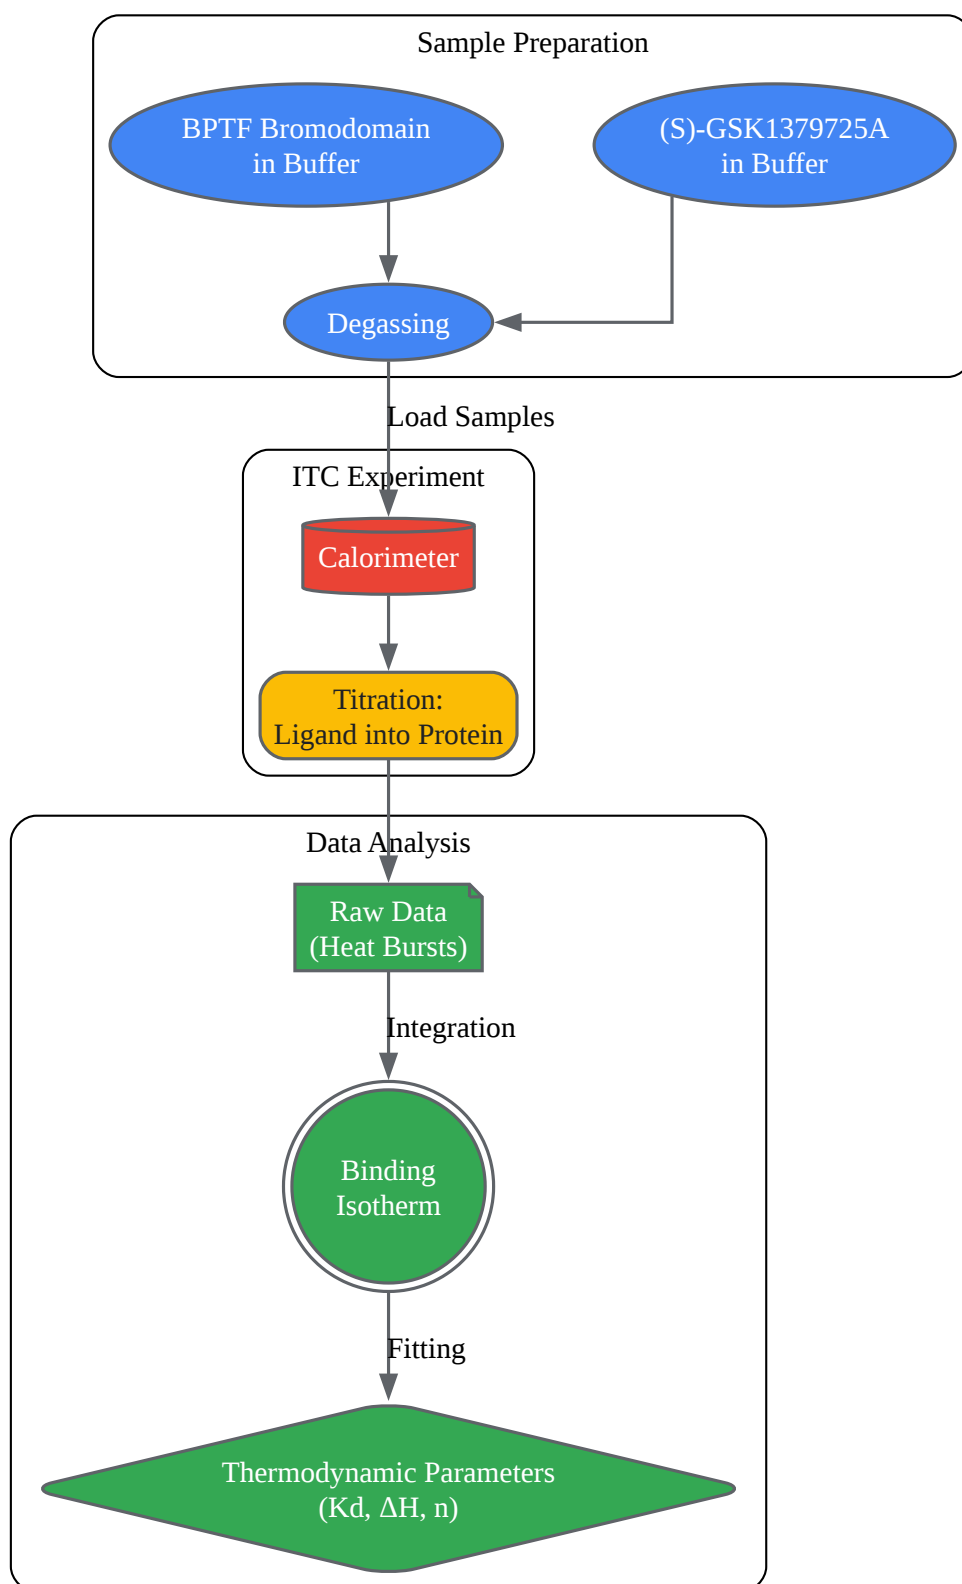 Sample Preparation
BPTF Bromodomain
in Buffer
(S)-GSK1379725A
in Buffer
Degassing
Load Samples
ITC Experiment
Calorimeter
Titration:
Ligand into Protein
Data Analysis
Raw Data
(Heat Bursts)
Integration
Binding
Isotherm
Fitting
Thermodynamic Parameters
(Kd, ΔH, n)